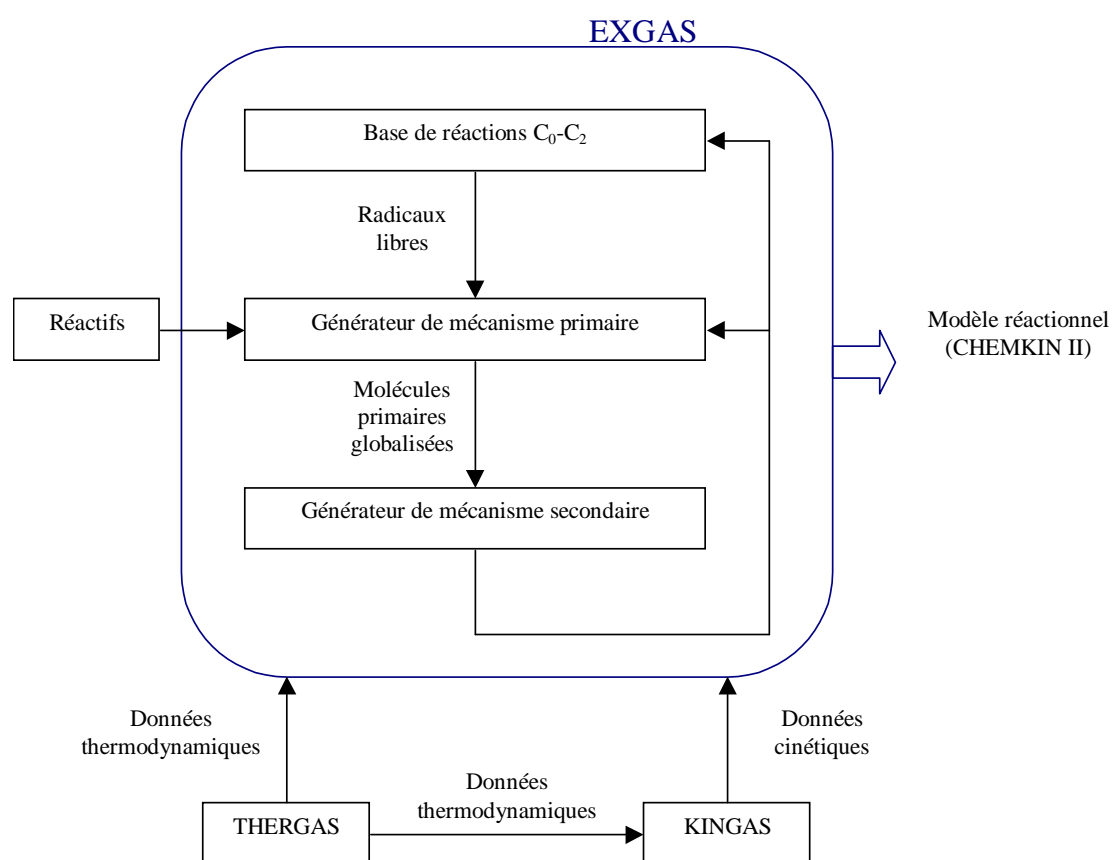 EXGAS
Base de réactions C₀-C₂
Radicaux
libres
Réactifs
Générateur de mécanisme primaire
Modèle réactionnel
(CHEMKIN II)
Molécules
primaires
globalisées
Générateur de mécanisme secondaire
Données
thermodynamiques
Données
cinétiques
Données
thermodynamiques
THERGAS
KINGAS